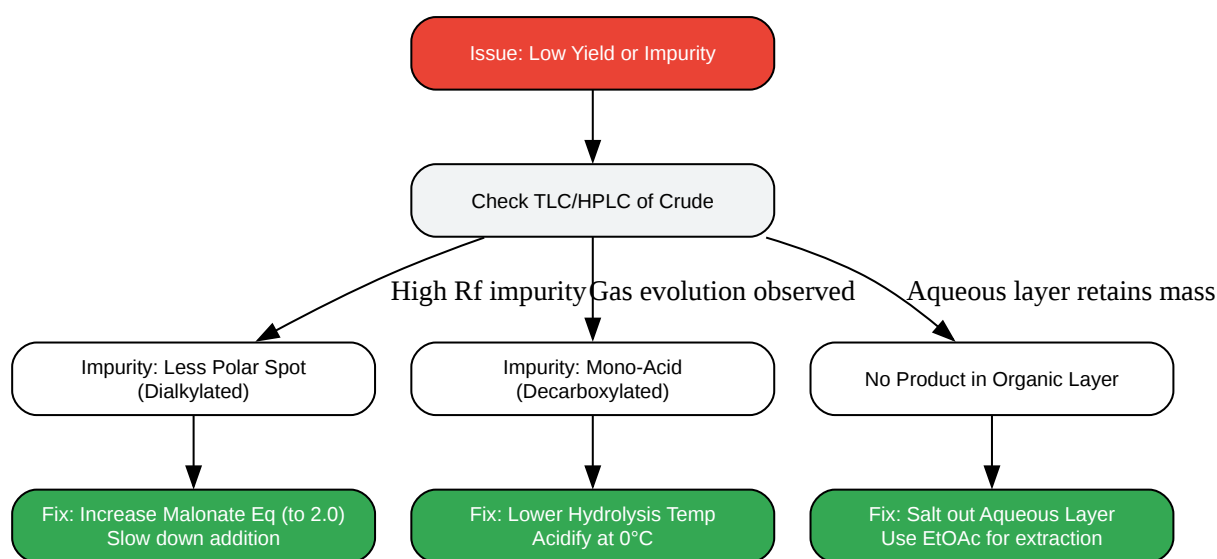 Issue: Low Yield or Impurity
Check TLC/HPLC of Crude
High Rf impurity
Gas evolution observed
Aqueous layer retains mass
Impurity: Less Polar Spot
(Dialkylated)
Impurity: Mono-Acid
(Decarboxylated)
No Product in Organic Layer
Fix: Increase Malonate Eq (to 2.0)
Slow down addition
Fix: Lower Hydrolysis Temp
Acidify at 0°C
Fix: Salt out Aqueous Layer
Use EtOAc for extraction